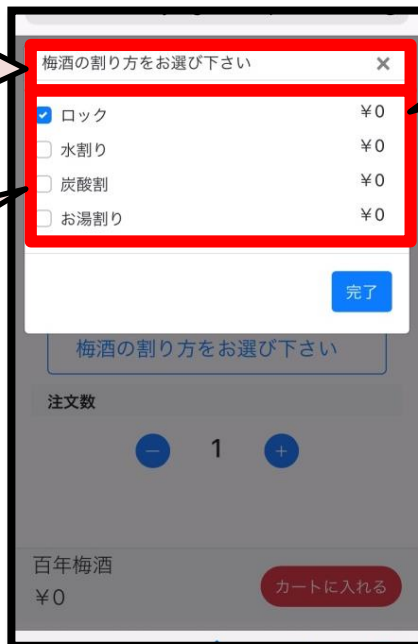 梅酒の割り方をお選び下さい ×
ロック ¥0
水割り ¥0
炭酸割 ¥0
お湯割り ¥0
完了
梅酒の割り方をお選び下さい
注文数
− 1 +
百年梅酒
¥0
カートに入れる